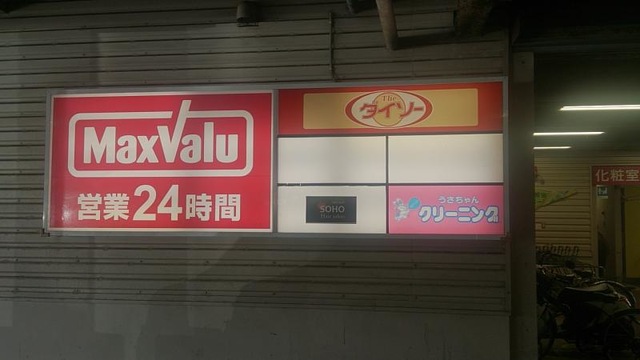 MaxValu
営業24時間
The
ダイソー
SOHO
うさちゃん
クリーニング
化粧室